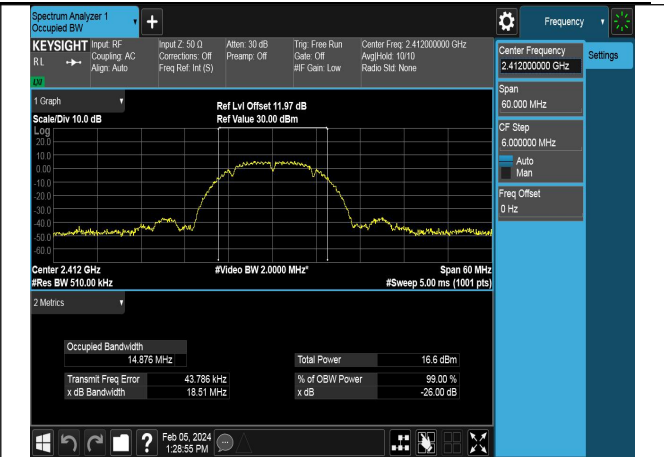 Spectrum Analyzer 1
Occupied BW
Frequency
KEYSIGHT
RL
Input: RF
Coupling: AC
Align: Auto
Input Z: 50 Ω
Corrections: Off
Freq Ref: Int (S)
Atten: 30 dB
Preamp: Off
Trig: Free Run
Gate: Off
#IF Gain: Low
Center Freq: 2.412000000 GHz
Avg|Hold: 10/10
Radio Std: None
Center Frequency
2.412000000 GHz
Settings
Span
60.000 MHz
CF Step
6.000000 MHz
Auto
Man
Freq Offset
0 Hz
1 Graph
Scale/Div 10.0 dB
Ref Lvl Offset 11.97 dB
Ref Value 30.00 dBm
Log
20.0
10.0
0.00
-10.0
-20.0
-30.0
-40.0
-50.0
-60.0
Center 2.412 GHz
#Video BW 2.0000 MHz*
Span 60 MHz
#Res BW 510.00 kHz
#Sweep 5.00 ms (1001 pts)
2 Metrics
Occupied Bandwidth
14.876 MHz
Total Power 16.6 dBm
Transmit Freq Error 43.786 kHz
% of OBW Power 99.00 %
x dB Bandwidth 18.51 MHz
x dB -26.00 dB
Feb 05, 2024
1:28:55 PM